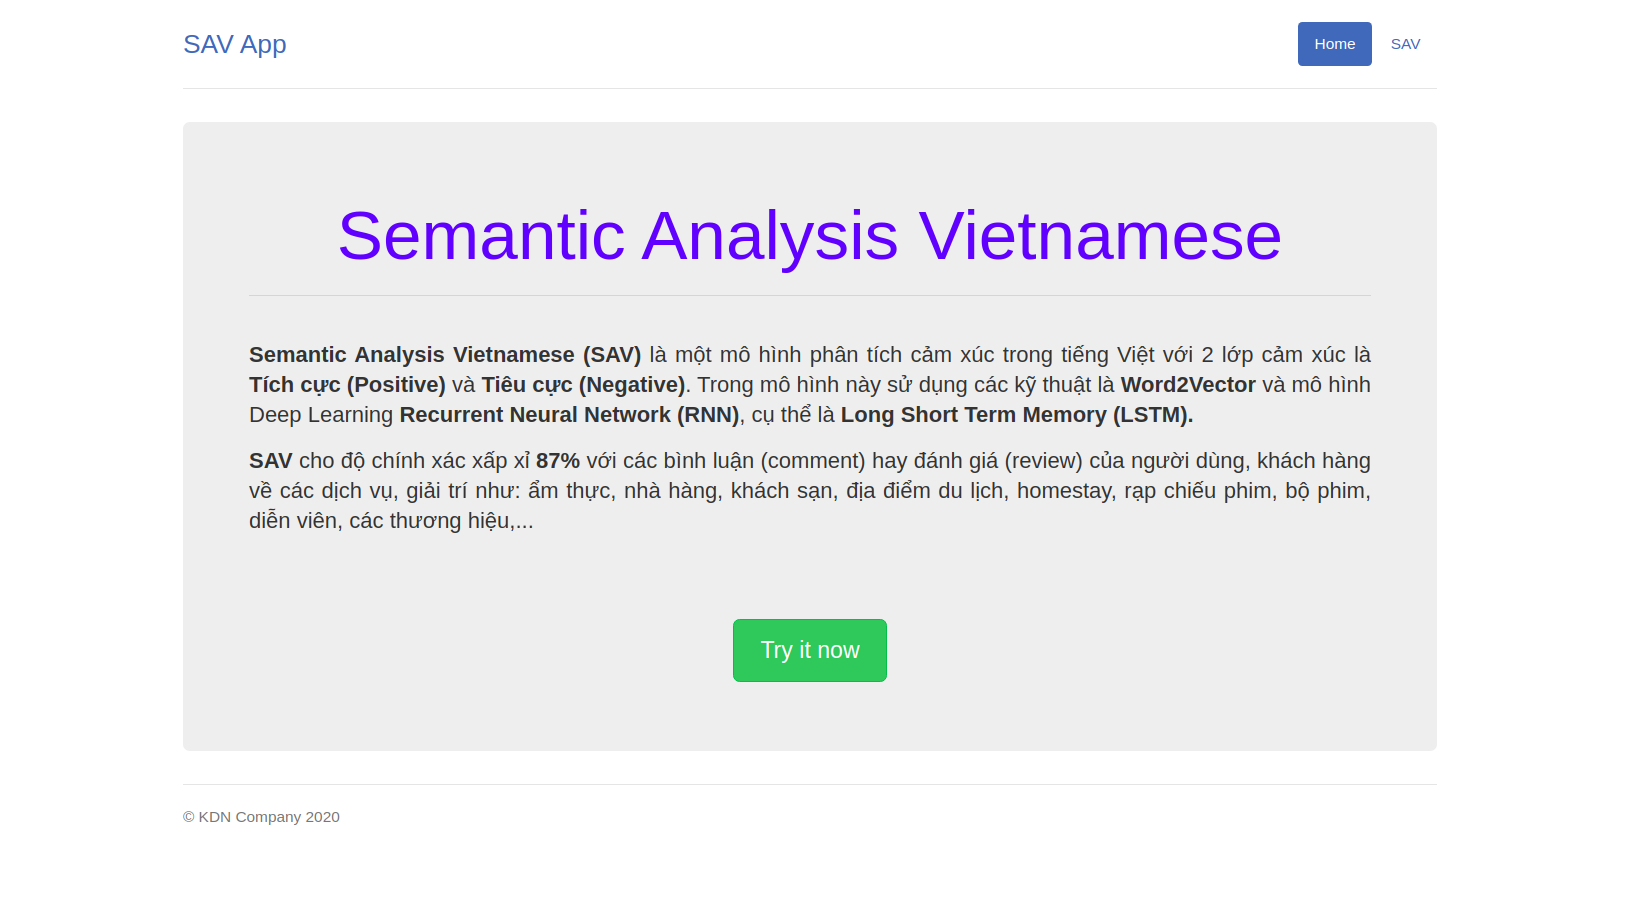 SAV App
Home
SAV
Semantic Analysis Vietnamese
Semantic Analysis Vietnamese (SAV) là một mô hình phân tích cảm xúc trong tiếng Việt với 2 lớp cảm xúc là
Tích cực (Positive) và Tiêu cực (Negative). Trong mô hình này sử dụng các kỹ thuật là Word2Vector và mô hình
Deep Learning Recurrent Neural Network (RNN), cụ thể là Long Short Term Memory (LSTM).
SAV cho độ chính xác xấp xỉ 87% với các bình luận (comment) hay đánh giá (review) của người dùng, khách hàng
về các dịch vụ, giải trí như: ẩm thực, nhà hàng, khách sạn, địa điểm du lịch, homestay, rạp chiếu phim, bộ phim,
diễn viên, các thương hiệu,...
Try it now
© KDN Company 2020